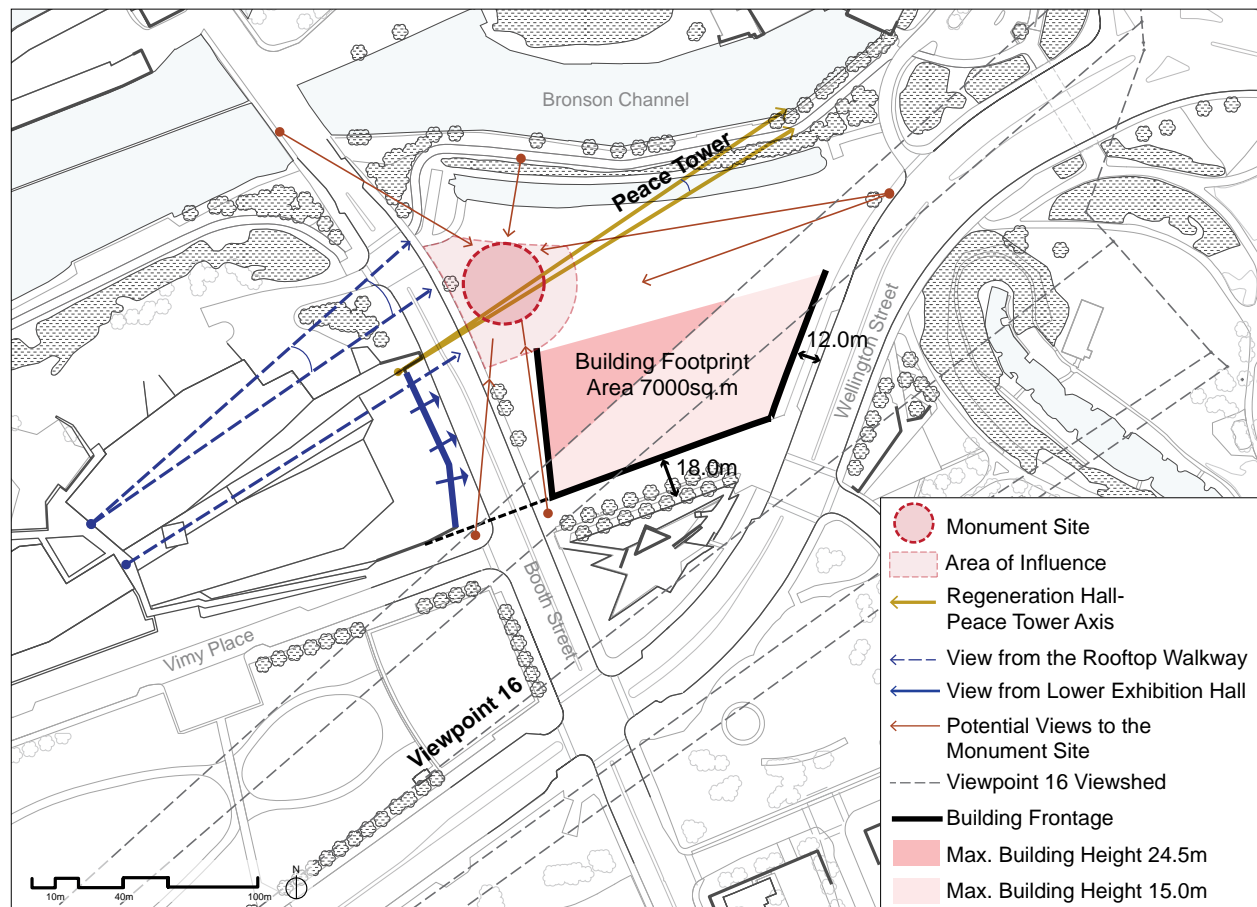 Bronson Channel
Peace Tower
12.0m
Wellington Street
Building Footprint
Area 7000sq.m
18.0m
Booth Street
Vimy Place
Viewpoint 16
Monument Site
Area of Influence
Regeneration Hall-
Peace Tower Axis
View from the Rooftop Walkway
View from Lower Exhibition Hall
Potential Views to the
Monument Site
Viewpoint 16 Viewshed
Building Frontage
Max. Building Height 24.5m
Max. Building Height 15.0m
N
10m 40m 100m